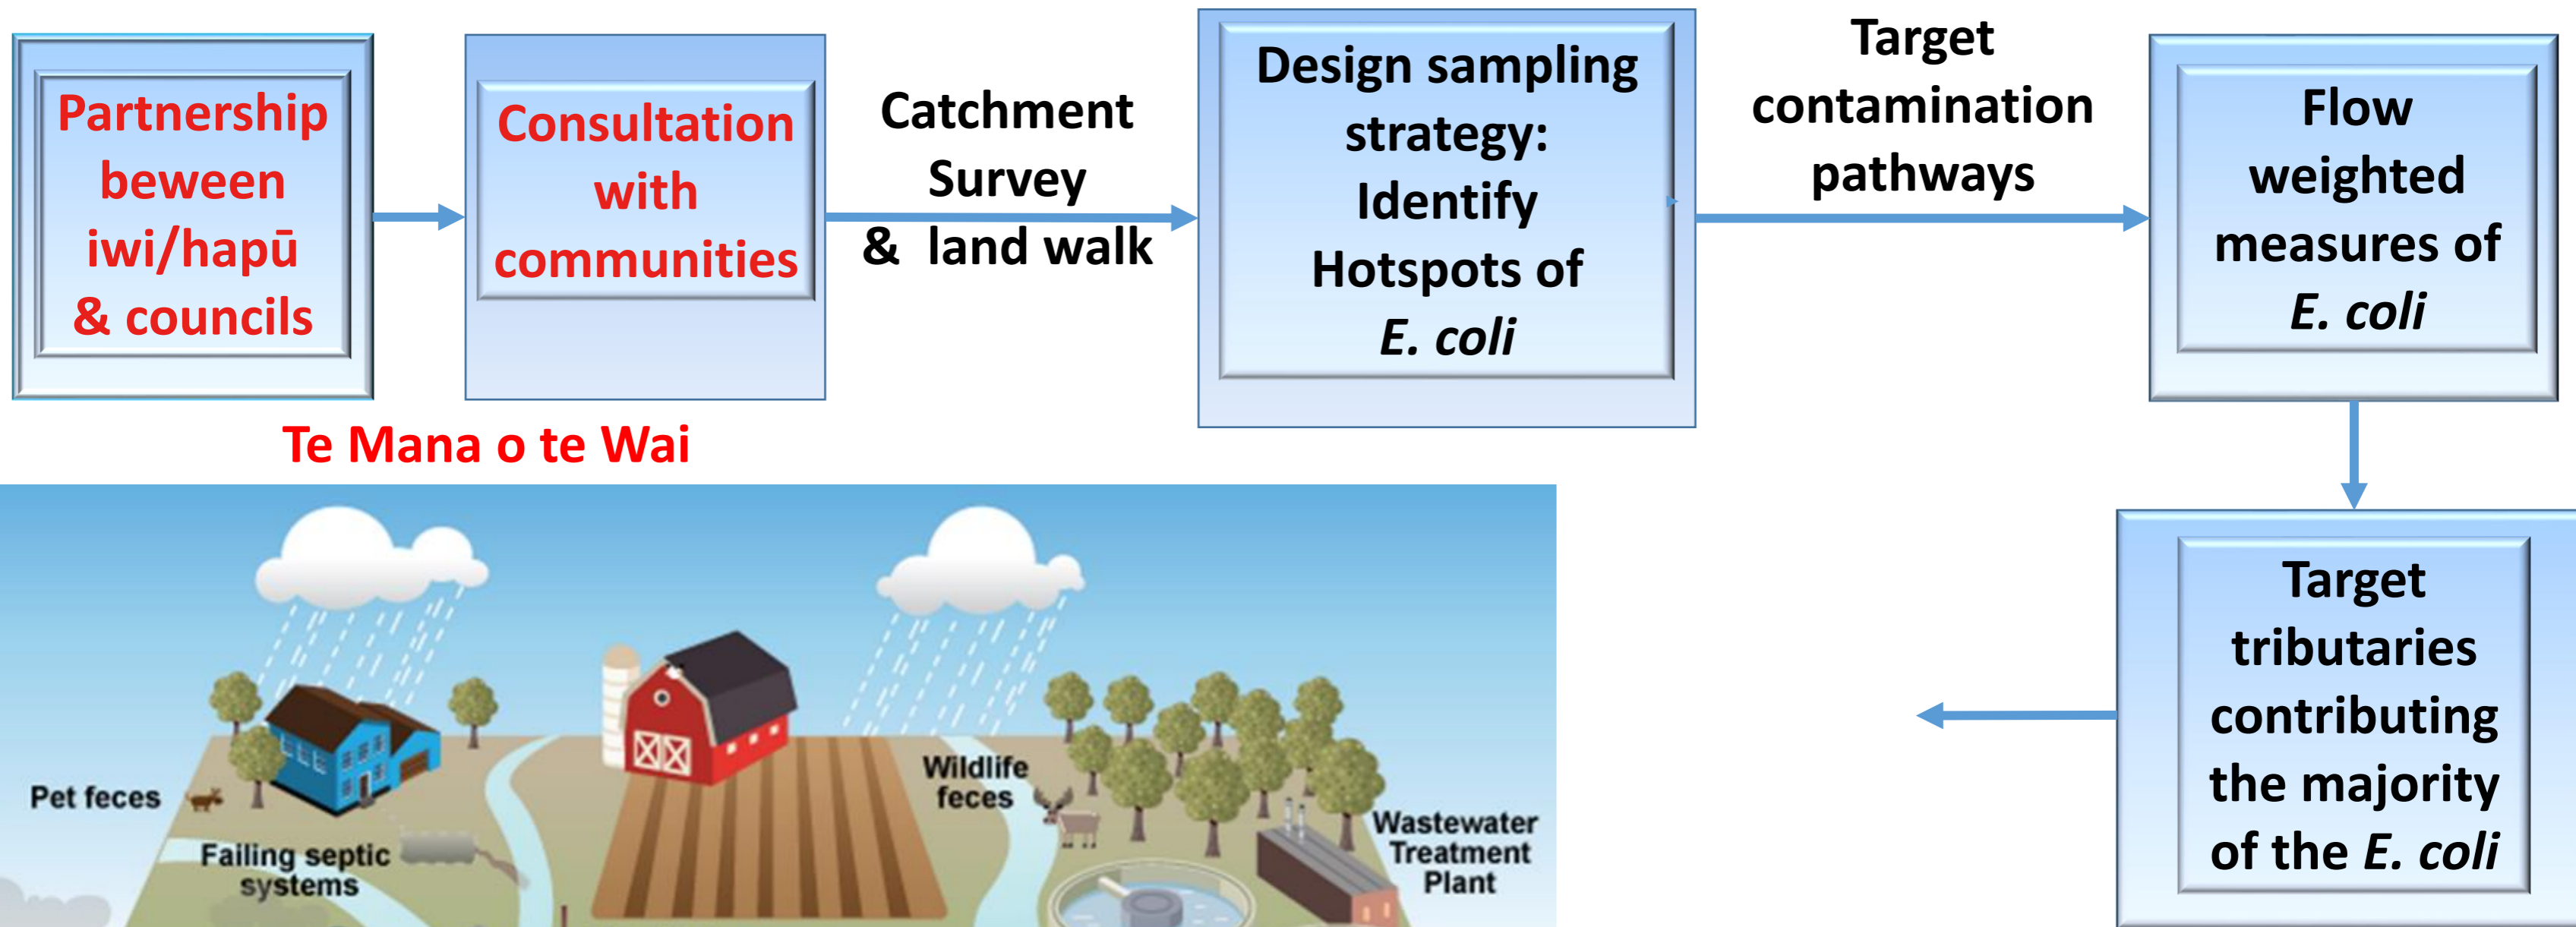 Partnership
beween
iwi/hapū
& councils
Consultation
with
communities
Catchment
Survey
& land walk
Design sampling
strategy:
Identify
Hotspots of
E. coli
Target
contamination
pathways
Flow
weighted
measures of
E. coli
Te Mana o te Wai
Target
tributaries
contributing
the majority
of the E. coli
Pet feces
Failing septic
systems
Wildlife
feces
Wastewater
Treatment
Plant